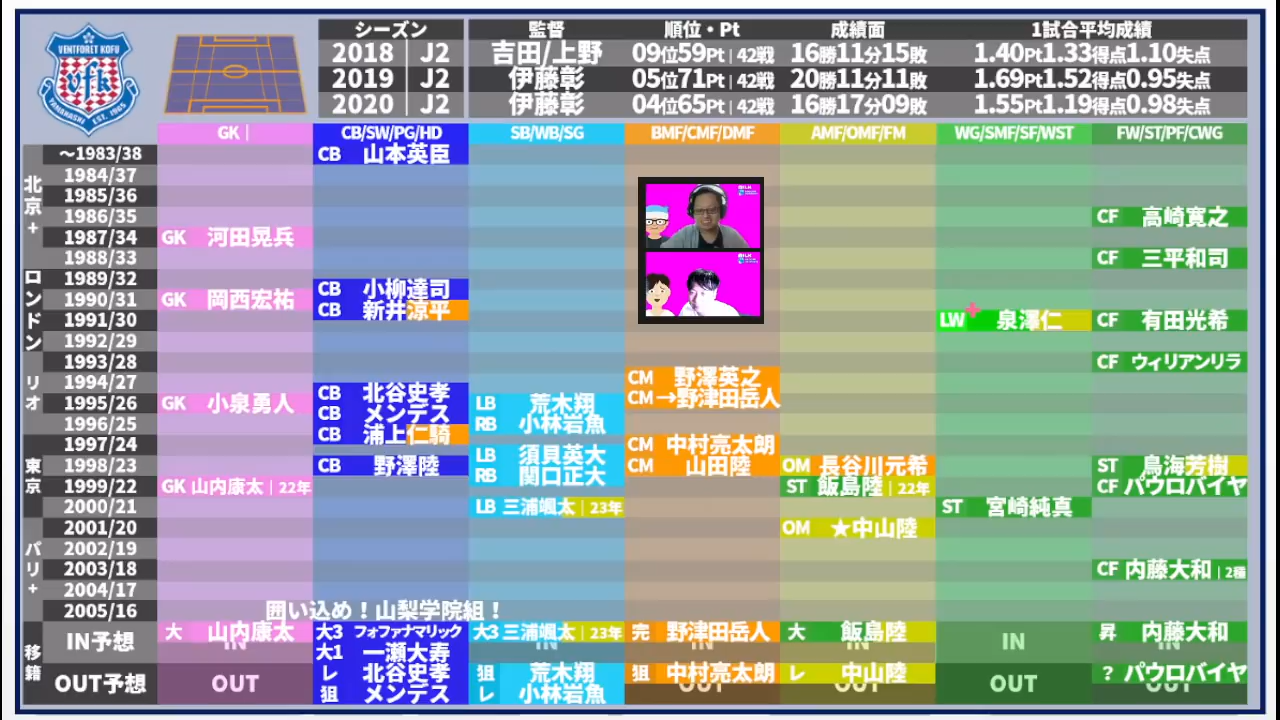 VENTFORET KOFU
vfk
YAMANASHI EST. 1965
シーズン 監督 順位・Pt 成績面 1試合平均成績
2018 | J2 吉田/上野 09位59Pt | 42戦 16勝11分15敗 1.40Pt1.33得点1.10失点
2019 | J2 伊藤彰 05位71Pt | 42戦 20勝11分11敗 1.69Pt1.52得点0.95失点
2020 | J2 伊藤彰 04位65Pt | 42戦 16勝17分09敗 1.55Pt1.19得点0.98失点
GK | CB/SW/PG/HD SB/WB/SG BMF/CMF/DMF AMF/OMF/FM WG/SMF/SF/WST FW/ST/PF/CWG
北京+
～1983/38 CB 山本英臣
1984/37
1985/36
1986/35 CF 高崎寛之
1987/34 GK 河田晃兵
1988/33 CF 三平和司
ロンドン
1989/32 CB 小柳達司
1990/31 GK 岡西宏祐 CB 新井涼平
1991/30 LW+ 泉澤仁 CF 有田光希
1992/29
リオ
1993/28 CF ウィリアンリラ
1994/27 CM 野澤英之
1995/26 GK 小泉勇人 CB 北谷史孝 CB メンデス LB 荒木翔 CM →野津田岳人
1996/25 CB 浦上仁騎 RB 小林岩魚
東京
1997/24 CM 中村亮太朗
1998/23 CB 野澤陸 LB 須貝英大 RB 関口正大 CM 山田陸 OM 長谷川元希 ST 鳥海芳樹
1999/22 GK 山内康太 | 22年 ST 飯島陸 | 22年 CF パウロバイヤ
2000/21 LB 三浦颯太 | 23年 ST 宮崎純真
パリ+
2001/20 OM ★中山陸
2002/19
2003/18 CF 内藤大和 | 2種
2004/17
2005/16
囲い込め！山梨学院組！
移籍
IN予想 大 山内康太 大3 フォファナマリック 大3 三浦颯太 | 23年 完 野津田岳人 大 飯島陸 IN 昇 内藤大和
大1 一瀬大寿
OUT予想 OUT レ 北谷史孝 狙 荒木翔 狙 中村亮太朗 レ 中山陸 OUT ? パウロバイヤ
狙 メンデス レ 小林岩魚